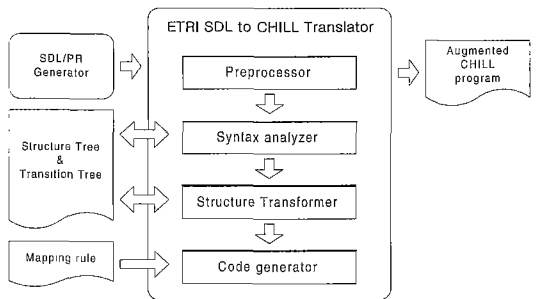 ETRI SDL to CHILL Translator
SDL/PR
Generator
Preprocessor
Augmented
CHILL
program
Syntax analyzer
Structure Tree
&
Transition Tree
Structure Transformer
Mapping rule
Code generator